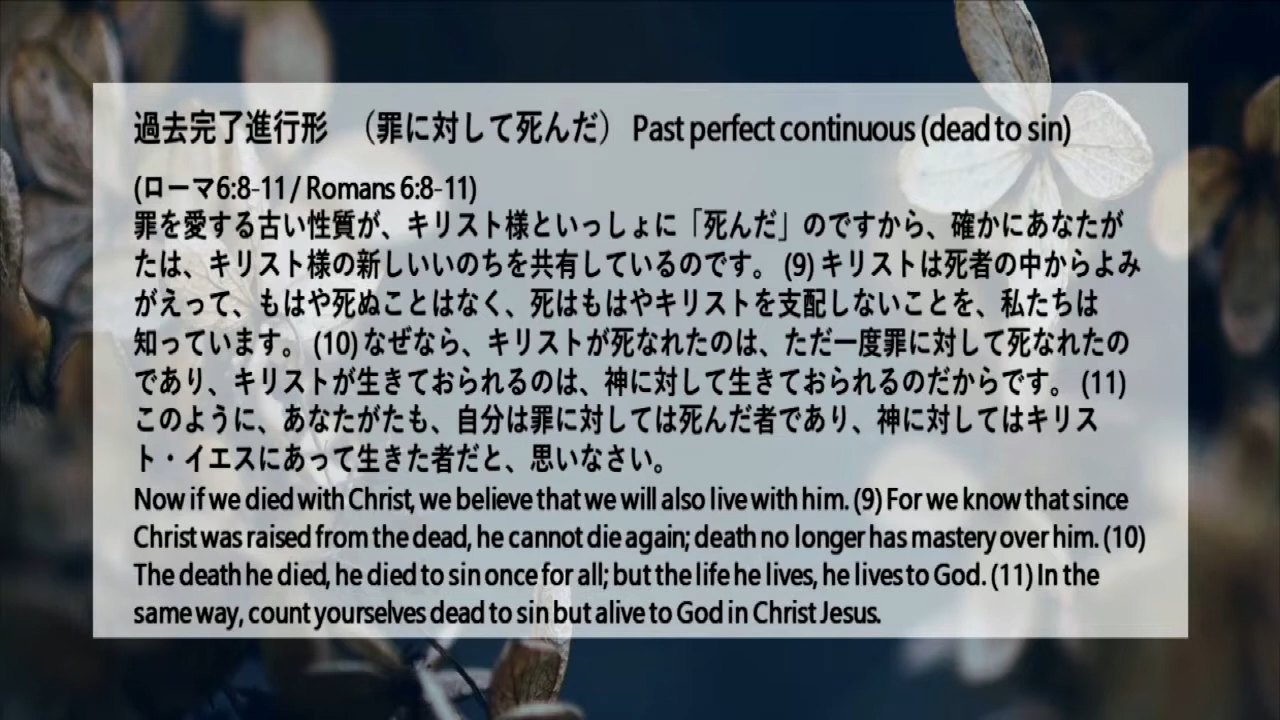 過去完了進行形　（罪に対して死んだ） Past perfect continuous (dead to sin)
(ローマ6:8-11 / Romans 6:8-11)
罪を愛する古い性質が、キリスト様といっしょに「死んだ」のですから、確かにあなたが
たは、キリスト様の新しいいのちを共有しているのです。 (9) キリストは死者の中からよみ
がえって、もはや死ぬことはなく、死はもはやキリストを支配しないことを、私たちは
知っています。 (10) なぜなら、キリストが死なれたのは、ただ一度罪に対して死なれたの
であり、キリストが生きておられるのは、神に対して生きておられるのだからです。 (11)
このように、あなたがたも、自分は罪に対しては死んだ者であり、神に対してはキリス
ト・イエスにあって生きた者だと、思いなさい。
Now if we died with Christ, we believe that we will also live with him. (9) For we know that since
Christ was raised from the dead, he cannot die again; death no longer has mastery over him. (10)
The death he died, he died to sin once for all; but the life he lives, he lives to God. (11) In the
same way, count yourselves dead to sin but alive to God in Christ Jesus.